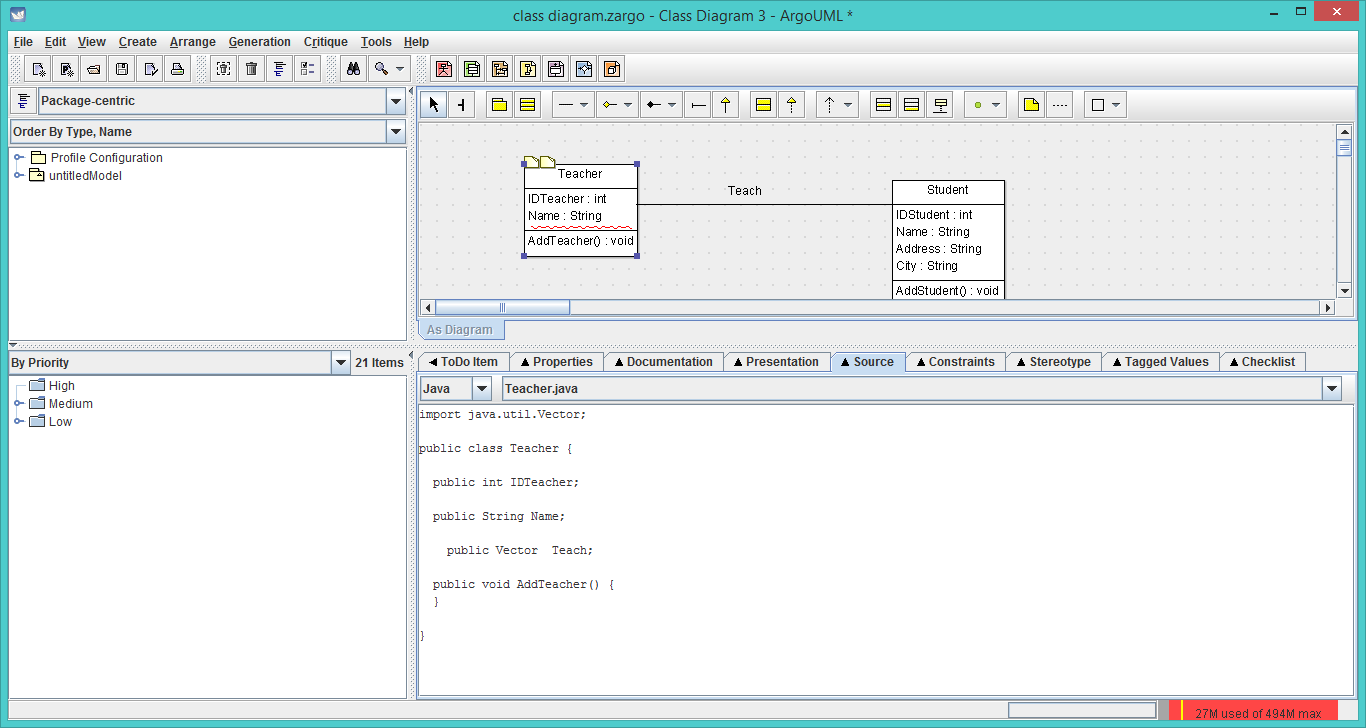 class diagram.zargo - Class Diagram 3 - ArgoUML *
File Edit View Create Arrange Generation Critique Tools Help
Package-centric
Order By Type, Name
Profile Configuration
untitledModel
Teacher
IDTeacher : int
Name : String
AddTeacher() : void
Teach
Student
IDStudent : int
Name : String
Address : String
City : String
AddStudent() : void
As Diagram
By Priority 21 Items
High
Medium
Low
ToDo Item Properties Documentation Presentation Source Constraints Stereotype Tagged Values Checklist
Java Teacher.java
import java.util.Vector;
public class Teacher {
public int IDTeacher;
public String Name;
public Vector  Teach;
public void AddTeacher() {
}
}
27M used of 494M max